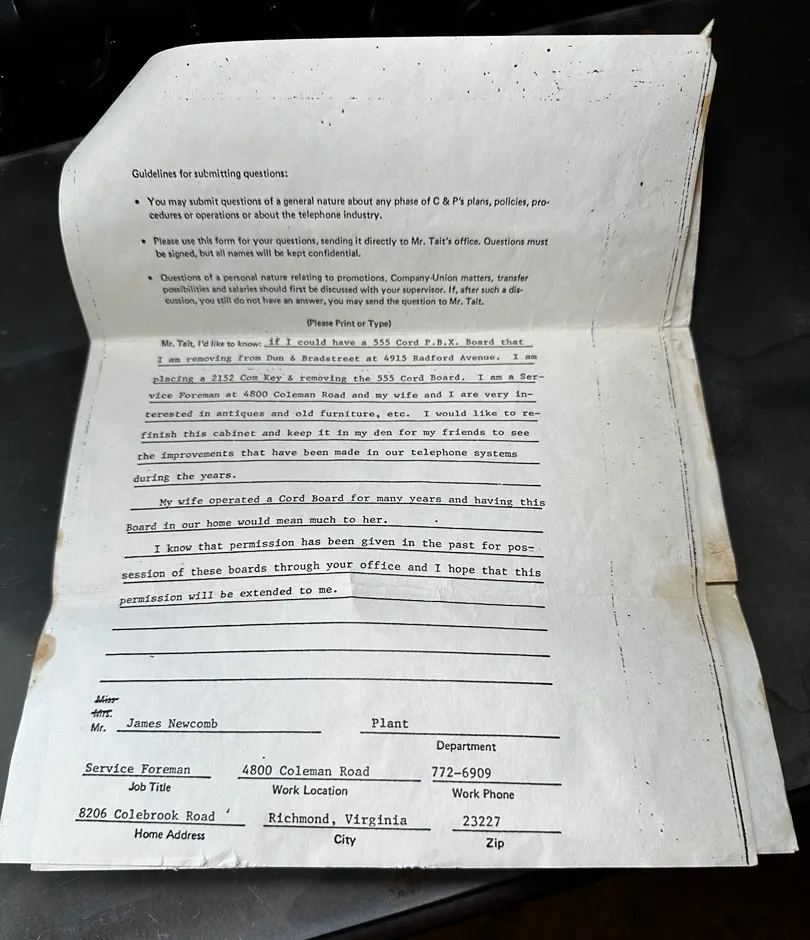 Guidelines for submitting questions:
• You may submit questions of a general nature about any phase of C & P's plans, policies, pro-
cedures or operations or about the telephone industry.
• Please use this form for your questions, sending it directly to Mr. Tait's office. Questions must
be signed, but all names will be kept confidential.
• Questions of a personal nature relating to promotions, Company-Union matters, transfer
possibilities and salaries should first be discussed with your supervisor. If, after such a dis-
cussion, you still do not have an answer, you may send the question to Mr. Tait.
(Please Print or Type)
Mr. Tait, I'd like to know: if I could have a 555 Cord P.B.X. Board that
I am removing from Dun & Bradstreet at 4915 Radford Avenue. I am
placing a 2152 Com Key & removing the 555 Cord Board. I am a Ser-
vice Foreman at 4800 Coleman Road and my wife and I are very in-
terested in antiques and old furniture, etc. I would like to re-
finish this cabinet and keep it in my den for my friends to see
the improvements that have been made in our telephone systems
during the years.
My wife operated a Cord Board for many years and having this
Board in our home would mean much to her.
I know that permission has been given in the past for pos-
session of these boards through your office and I hope that this
permission will be extended to me.
Miss
Mrs.
Mr. James Newcomb Plant
Department
Service Foreman 4800 Coleman Road 772-6909
Job Title Work Location Work Phone
8206 Colebrook Road Richmond, Virginia 23227
Home Address City Zip